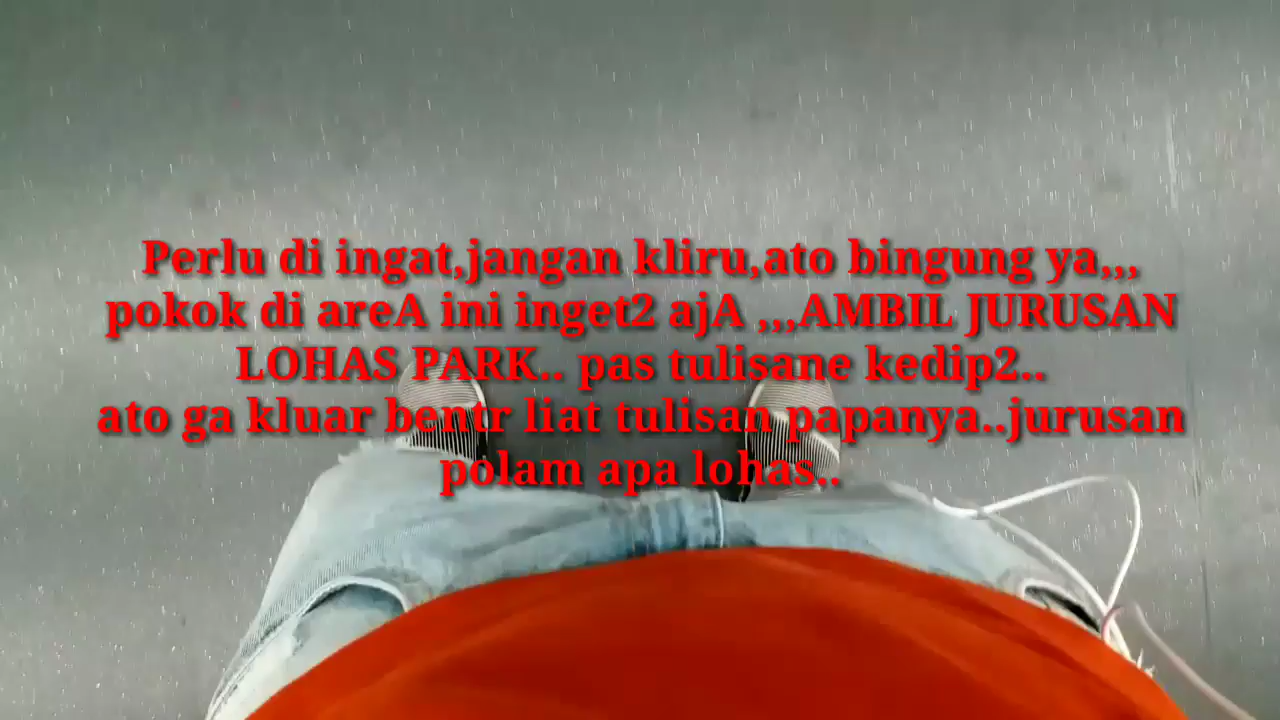 Perlu di ingat,jangan kliru,ato bingung ya,,,
pokok di areA ini inget2 ajA ,,,AMBIL JURUSAN
LOHAS PARK.. pas tulisane kedip2..
ato ga kluar bentr liat tulisan papanya..jurusan
polam apa lohas..